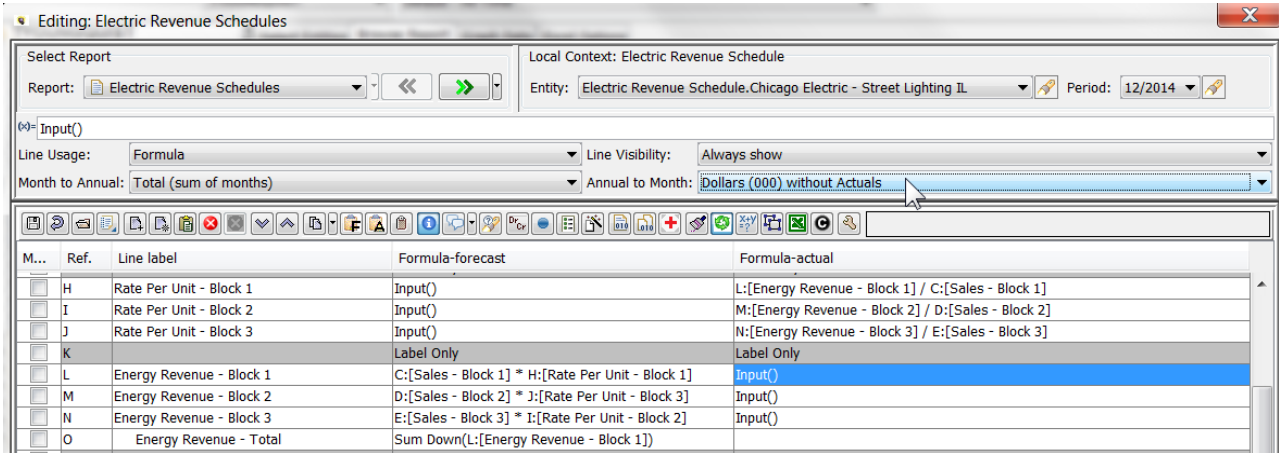 Editing: Electric Revenue Schedules
X
Select Report
Local Context: Electric Revenue Schedule
Report: Electric Revenue Schedules
Entity: Electric Revenue Schedule.Chicago Electric - Street Lighting IL Period: 12/2014
(x)= Input()
Line Usage: Formula Line Visibility: Always show
Month to Annual: Total (sum of months) Annual to Month: Dollars (000) without Actuals
M... Ref. Line label Formula-forecast Formula-actual
H Rate Per Unit - Block 1 Input() L:[Energy Revenue - Block 1] / C:[Sales - Block 1]
I Rate Per Unit - Block 2 Input() M:[Energy Revenue - Block 2] / D:[Sales - Block 2]
J Rate Per Unit - Block 3 Input() N:[Energy Revenue - Block 3] / E:[Sales - Block 3]
K Label Only Label Only
L Energy Revenue - Block 1 C:[Sales - Block 1] * H:[Rate Per Unit - Block 1] Input()
M Energy Revenue - Block 2 D:[Sales - Block 2] * J:[Rate Per Unit - Block 3] Input()
N Energy Revenue - Block 3 E:[Sales - Block 3] * I:[Rate Per Unit - Block 2] Input()
O Energy Revenue - Total Sum Down(L:[Energy Revenue - Block 1])